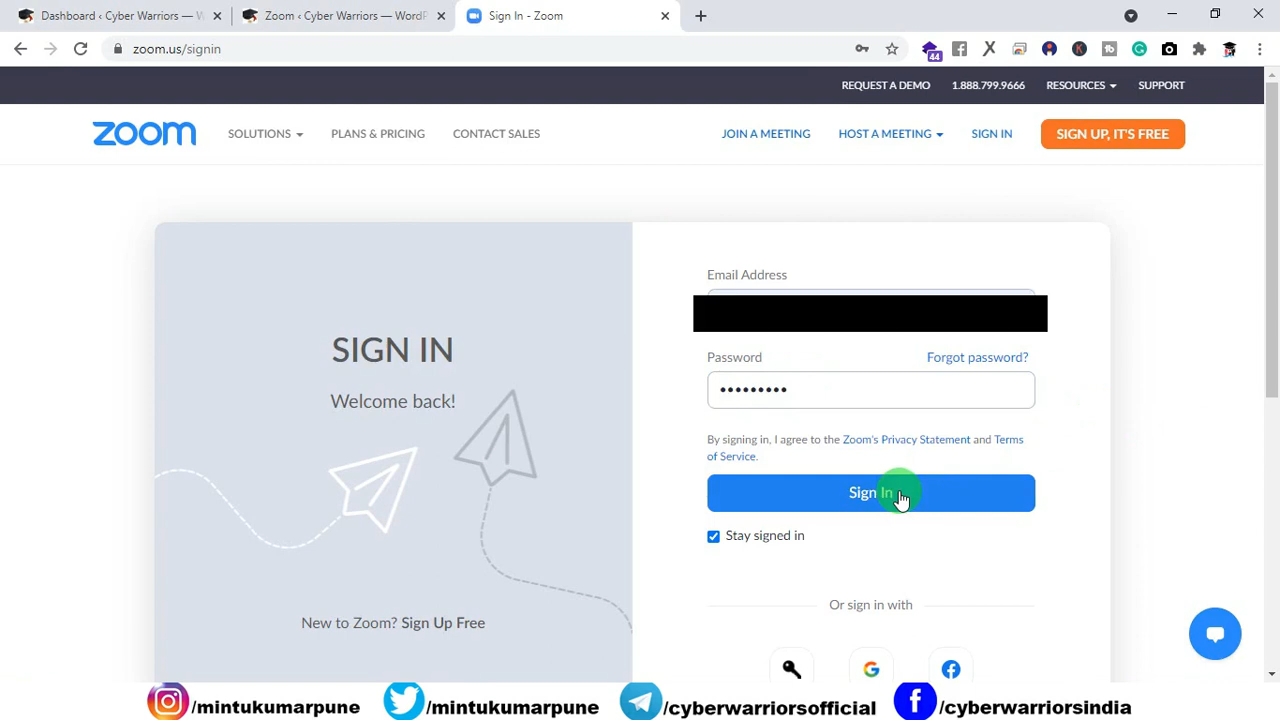 Dashboard ‹ Cyber Warriors — W
Zoom ‹ Cyber Warriors — WordP
Sign In - Zoom
zoom.us/signin
44
REQUEST A DEMO
1.888.799.9666
RESOURCES
SUPPORT
zoom
SOLUTIONS
PLANS & PRICING
CONTACT SALES
JOIN A MEETING
HOST A MEETING
SIGN IN
SIGN UP, IT'S FREE
SIGN IN
Welcome back!
New to Zoom? Sign Up Free
Email Address
Password
Forgot password?
•••••••••
By signing in, I agree to the Zoom's Privacy Statement and Terms
of Service.
Sign In
Stay signed in
Or sign in with
/mintukumarpune
/mintukumarpune
/cyberwarriorsofficial
/cyberwarriorsindia